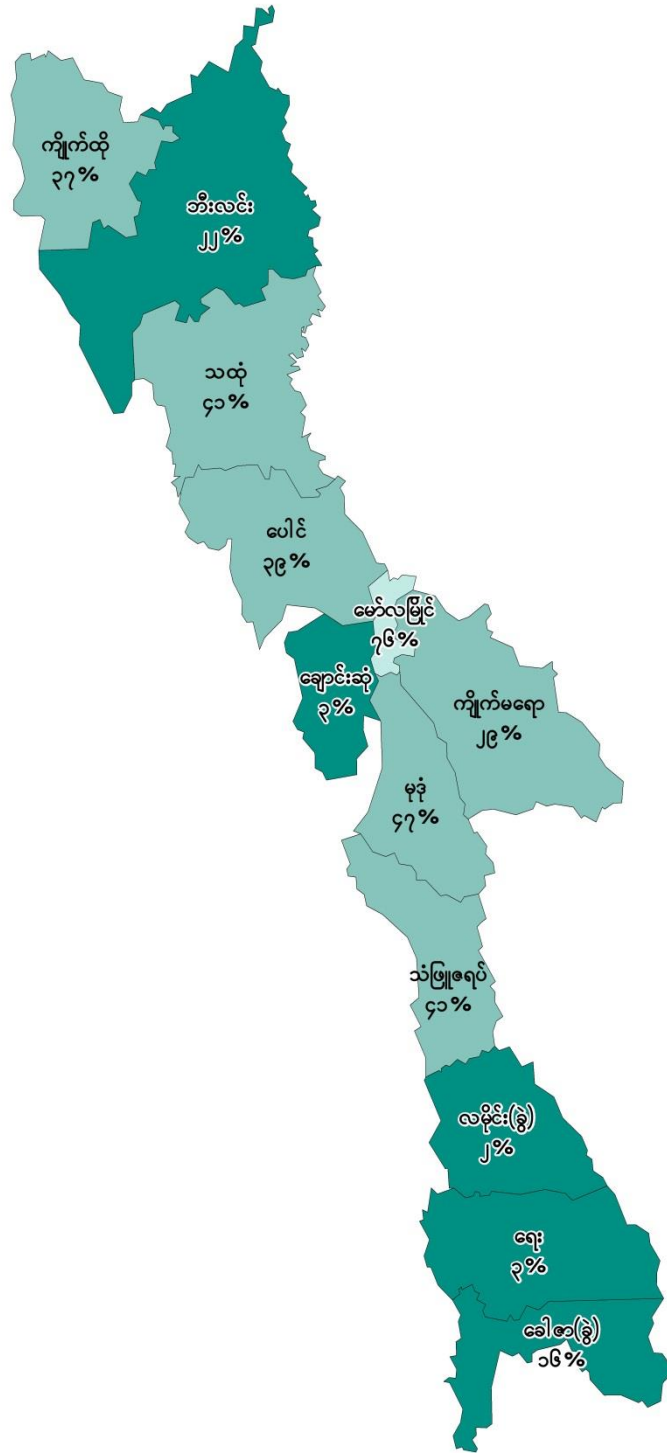 ကျိုက်ထို
၃၇%
ဘီးလင်း
၂၂%
သထုံ
၄၁%
ပေါင်
၃၉%
မော်လမြိုင်
၇၆%
ချောင်းဆုံ
၃%
ကျိုက်မရော
၂၉%
မုဒုံ
၄၇%
သံဖြူဇရပ်
၄၁%
လမိုင်း(ခွဲ)
၂%
ရေး
၃%
ခေါဇာ(ခွဲ)
၁၆%